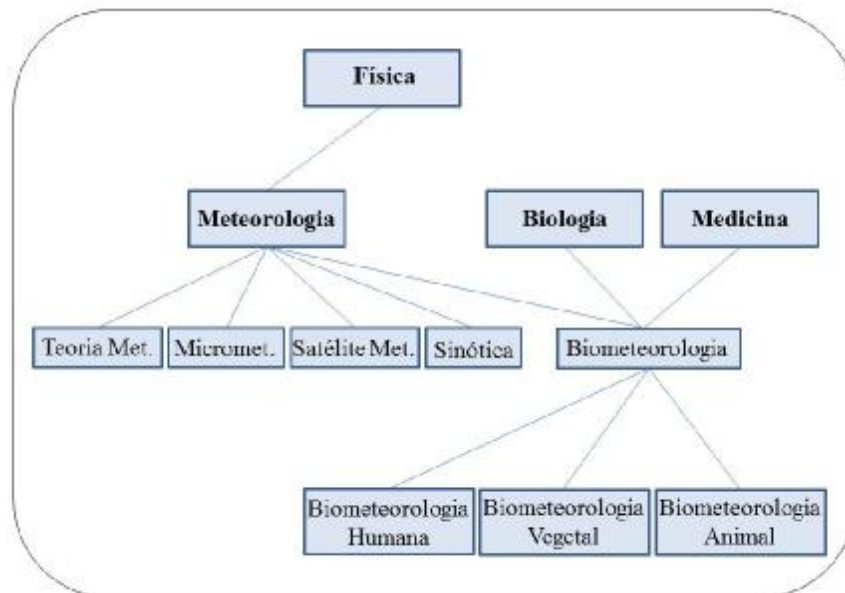 Física
Meteorologia
Biologia
Medicina
Teoria Met.
Micromet.
Satélite Met.
Sinótica
Biometeorologia
Biometeorologia
Humana
Biometeorologia
Vegetal
Biometeorologia
Animal